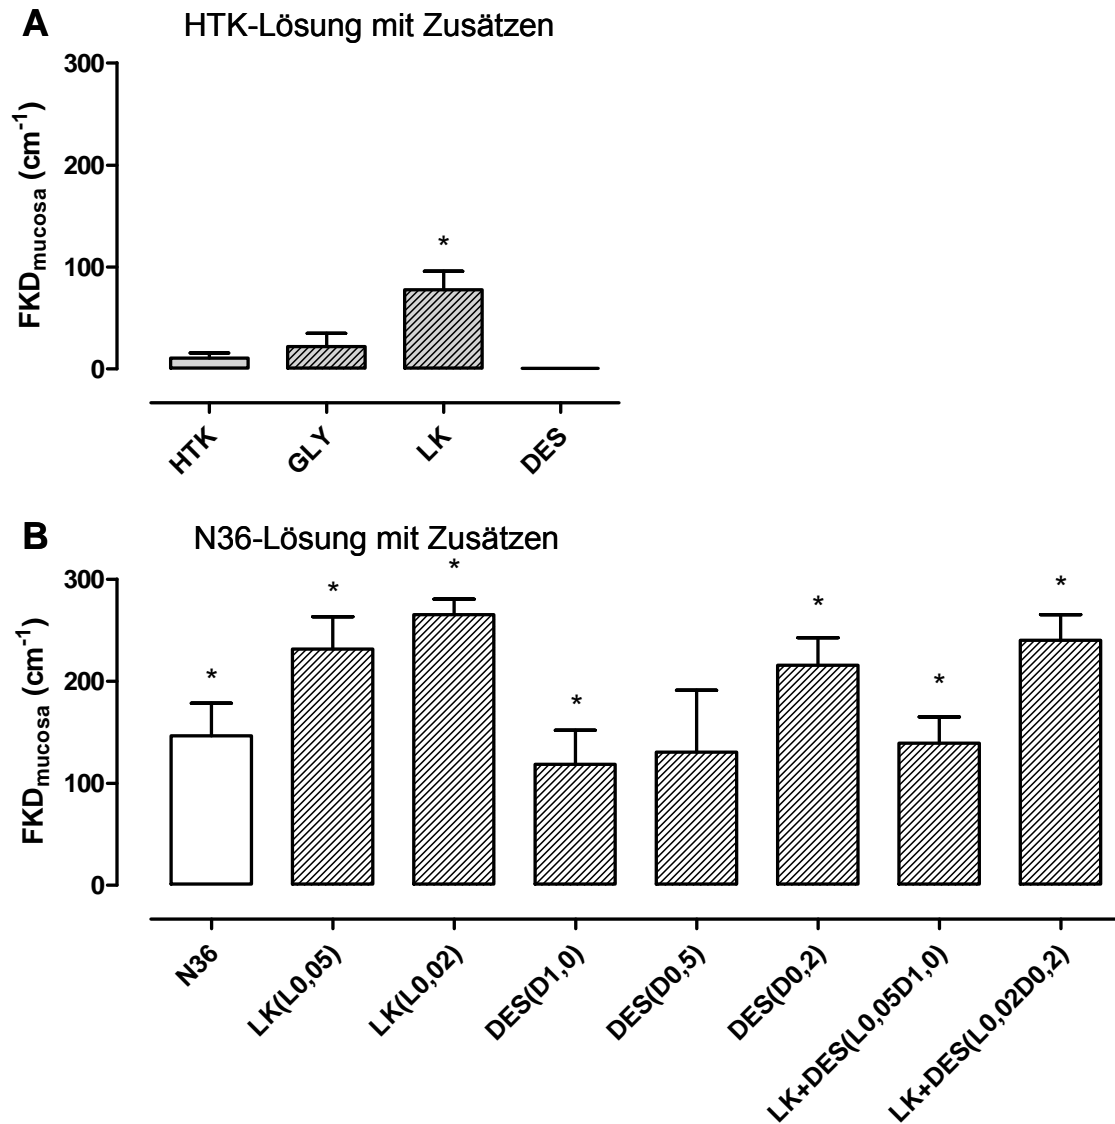 A HTK-Lösung mit Zusätzen
300
200
100
0
FKDmucosa (cm-1)
*
HTK
GLY
LK
DES
B N36-Lösung mit Zusätzen
300
200
100
0
FKDmucosa (cm-1)
* * * * * * *
N36
LK(L0,05)
LK(L0,02)
DES(D1,0)
DES(D0,5)
DES(D0,2)
LK+DES(L0,05D1,0)
LK+DES(L0,02D0,2)